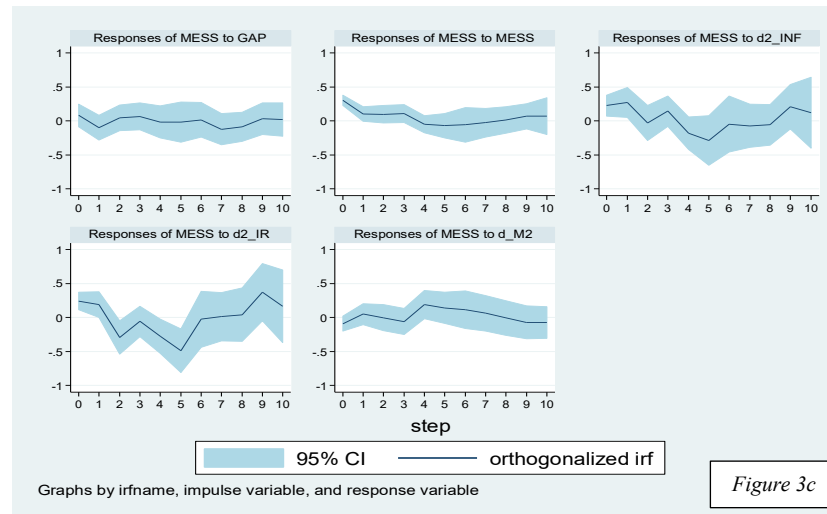 Responses of MESS to GAP
Responses of MESS to MESS
Responses of MESS to d2_INF
1
.5
0
-.5
-1
0 1 2 3 4 5 6 7 8 9 10
1
.5
0
-.5
-1
0 1 2 3 4 5 6 7 8 9 10
1
.5
0
-.5
-1
0 1 2 3 4 5 6 7 8 9 10
Responses of MESS to d2_IR
Responses of MESS to d_M2
1
.5
0
-.5
-1
0 1 2 3 4 5 6 7 8 9 10
1
.5
0
-.5
-1
0 1 2 3 4 5 6 7 8 9 10
step
95% CI
orthogonalized irf
Graphs by irfname, impulse variable, and response variable
Figure 3c